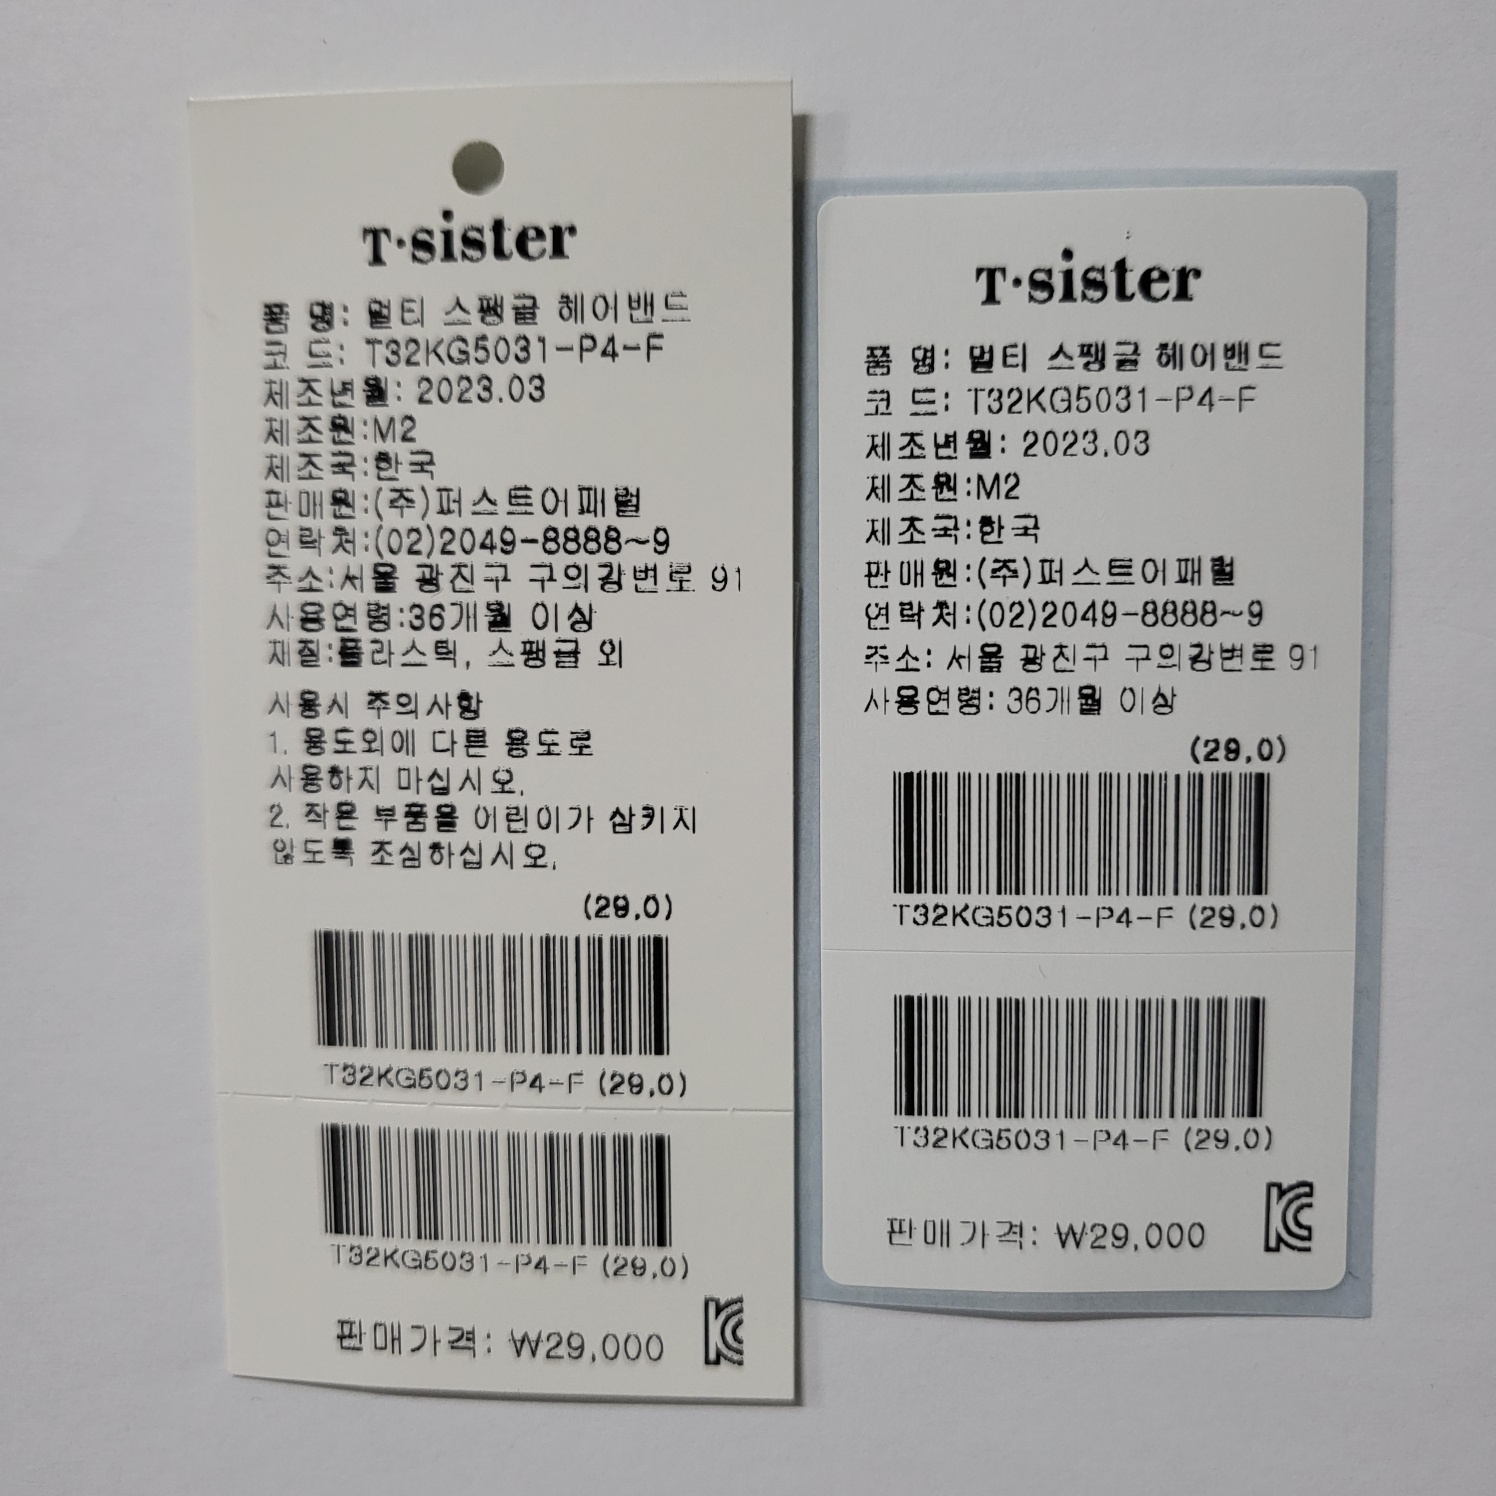 T·sister
품 명: 멀티 스팽글 헤어밴드
코 드: T32KG5031-P4-F
제조년월: 2023.03
제조원:M2
제조국:한국
판매원:(주)퍼스트어패럴
연락처:(02)2049-8888~9
주소:서울 광진구 구의강변로 91
사용연령:36개월 이상
재질:플라스틱, 스팽글 외
사용시 주의사항
1. 용도외에 다른 용도로
사용하지 마십시오.
2. 작은 부품을 어린이가 삼키지
않도록 조심하십시오.
(29.0)
T32KG5031-P4-F (29.0)
T32KG5031-P4-F (29.0)
판매가격: ₩29,000
KC
T·sister
품 명: 멀티 스팽글 헤어밴드
코 드: T32KG5031-P4-F
제조년월: 2023.03
제조원:M2
제조국:한국
판매원:(주)퍼스트어패럴
연락처:(02)2049-8888~9
주소: 서울 광진구 구의강변로 91
사용연령: 36개월 이상
(29.0)
T32KG5031-P4-F (29.0)
T32KG5031-P4-F (29.0)
판매가격: ₩29,000
KC